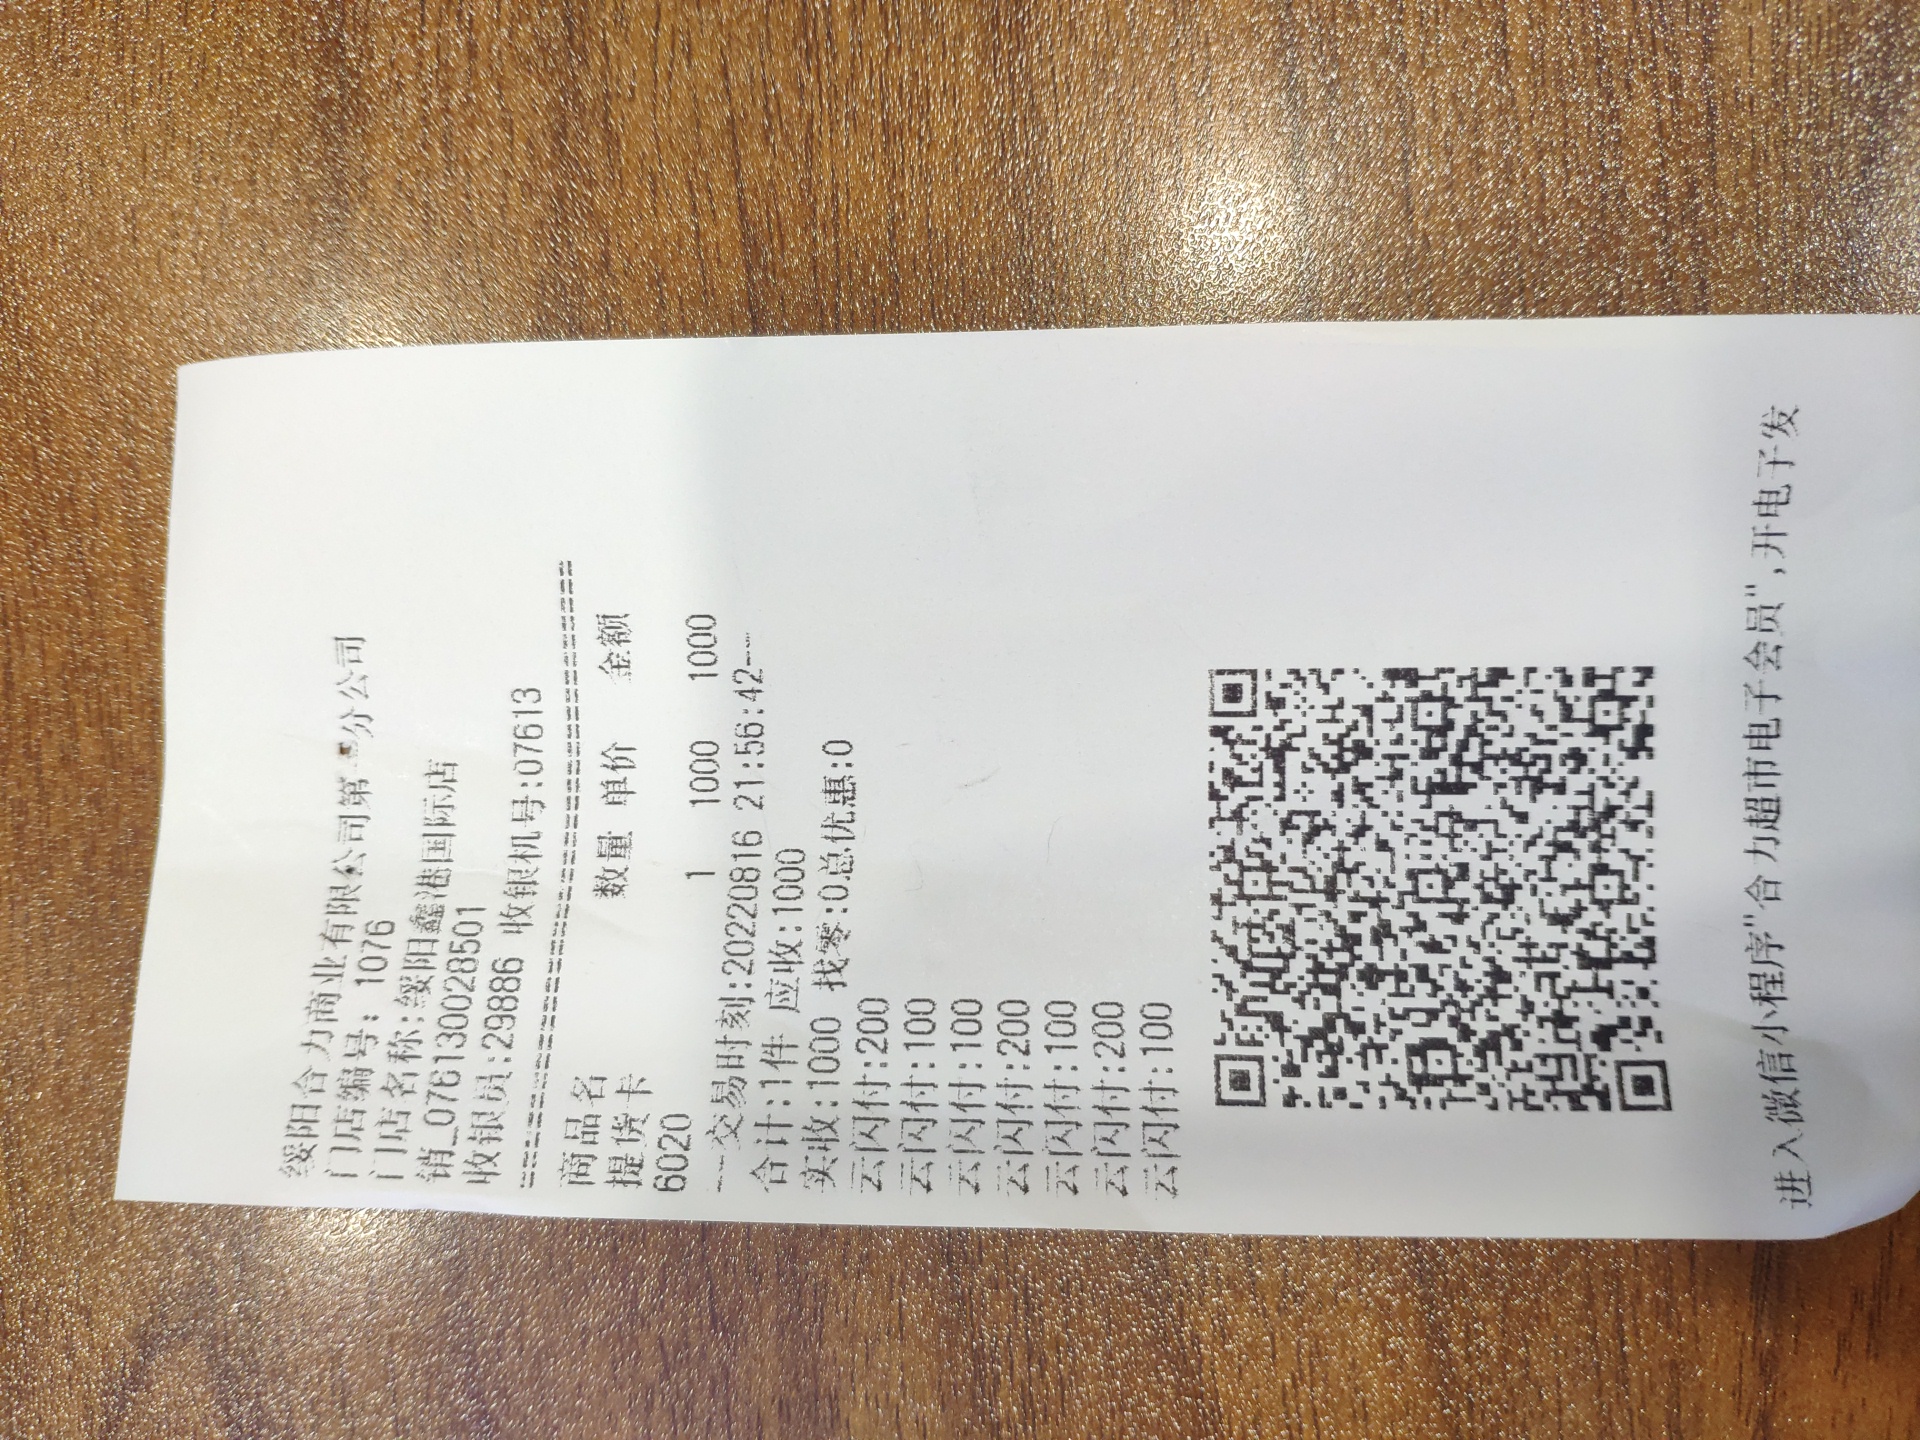 绥阳合力商业有限公司第一分公司
门店编号: 1076
门店名称:绥阳鑫港国际店
销_0761300028501
收银员:29886 收银机号:07613
商品名 数量 单价 金额
提货卡
6020 1 1000 1000
---交易时刻:20220816 21:56:42---
合计:1件 应收:1000
实收:1000 找零:0总优惠:0
云闪付:200
云闪付:100
云闪付:100
云闪付:200
云闪付:100
云闪付:200
云闪付:100
进入微信小程序"合力超市电子会员",开电子发